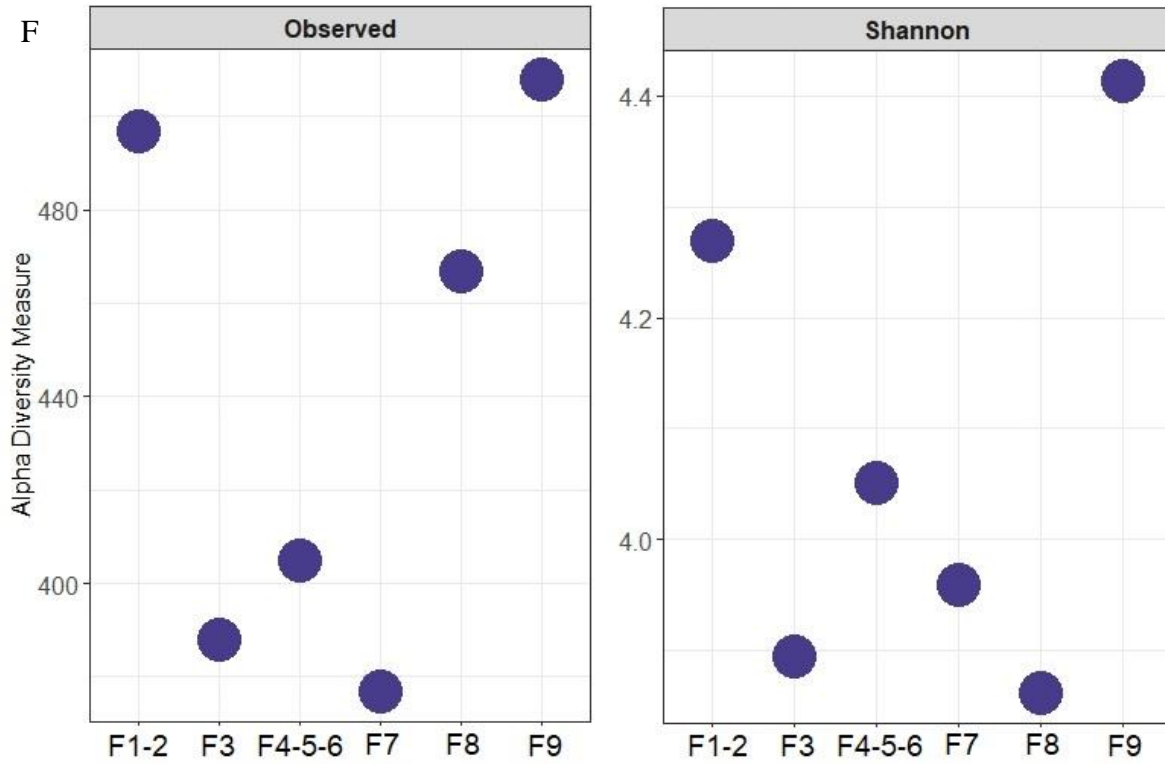 F
Observed
Shannon
Alpha Diversity Measure
480
440
400
4.4
4.2
4.0
F1-2 F3 F4-5-6 F7 F8 F9
F1-2 F3 F4-5-6 F7 F8 F9